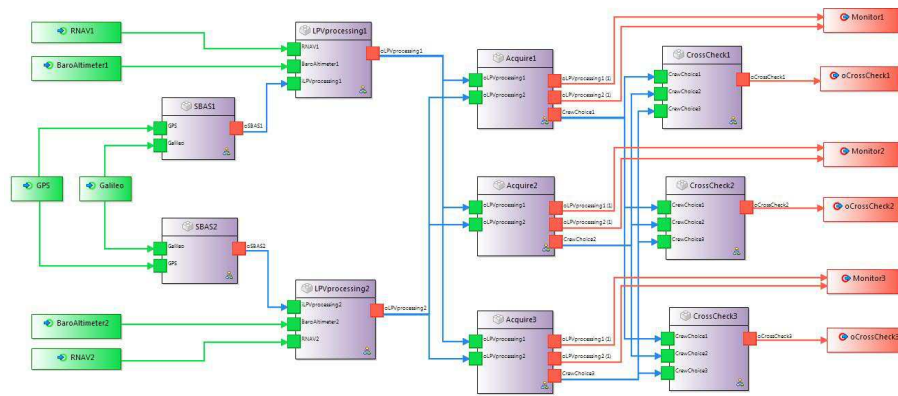 RNAV1
BaroAltimeter1
GPS
Galileo
BaroAltimeter2
RNAV2
SBAS1
GPS
Galileo
oSBAS1
SBAS2
Galileo
GPS
oSBAS2
LPVprocessing1
RNAV1
BaroAltimeter1
iLPVprocessing1
oLPVprocessing1
LPVprocessing2
iLPVprocessing2
BaroAltimeter2
RNAV2
oLPVprocessing2
Acquire1
oLPVprocessing1
oLPVprocessing2
oLPVprocessing1 (1)
oLPVprocessing2 (1)
CrewChoice1
Acquire2
oLPVprocessing1
oLPVprocessing2
oLPVprocessing1 (1)
oLPVprocessing2 (1)
CrewChoice2
Acquire3
oLPVprocessing1
oLPVprocessing2
oLPVprocessing1 (1)
oLPVprocessing2 (1)
CrewChoice3
CrossCheck1
CrewChoice1
CrewChoice2
CrewChoice3
oCrossCheck1
CrossCheck2
CrewChoice1
CrewChoice2
CrewChoice3
oCrossCheck2
CrossCheck3
CrewChoice1
CrewChoice2
CrewChoice3
oCrossCheck3
Monitor1
oCrossCheck1
Monitor2
oCrossCheck2
Monitor3
oCrossCheck3